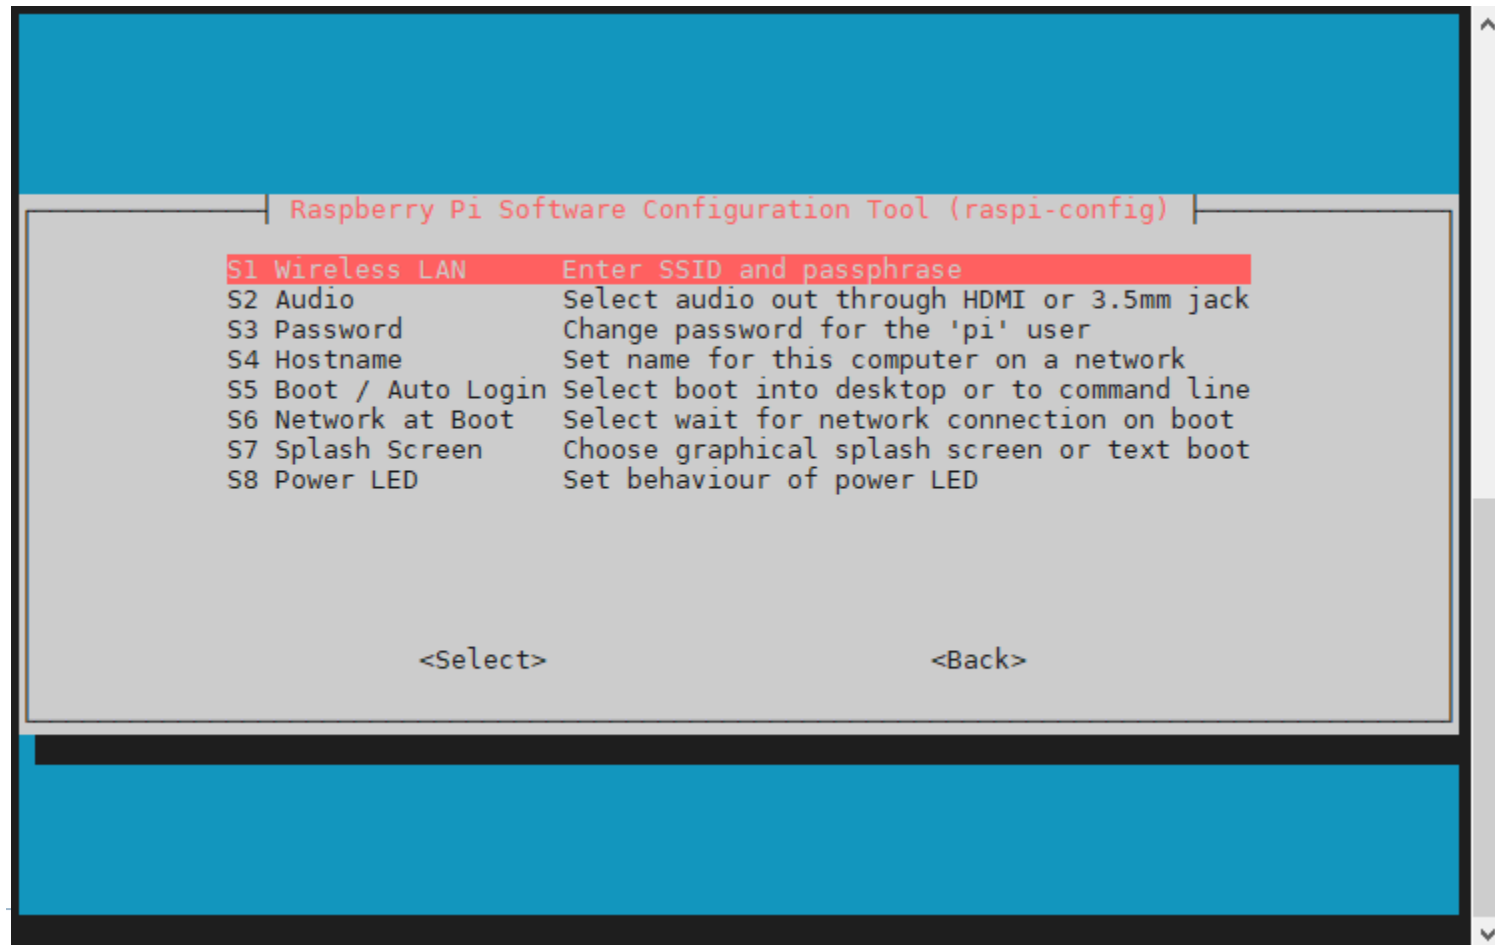 Raspberry Pi Software Configuration Tool (raspi-config)
S1 Wireless LAN Enter SSID and passphrase
S2 Audio Select audio out through HDMI or 3.5mm jack
S3 Password Change password for the 'pi' user
S4 Hostname Set name for this computer on a network
S5 Boot / Auto Login Select boot into desktop or to command line
S6 Network at Boot Select wait for network connection on boot
S7 Splash Screen Choose graphical splash screen or text boot
S8 Power LED Set behaviour of power LED
<Select> <Back>